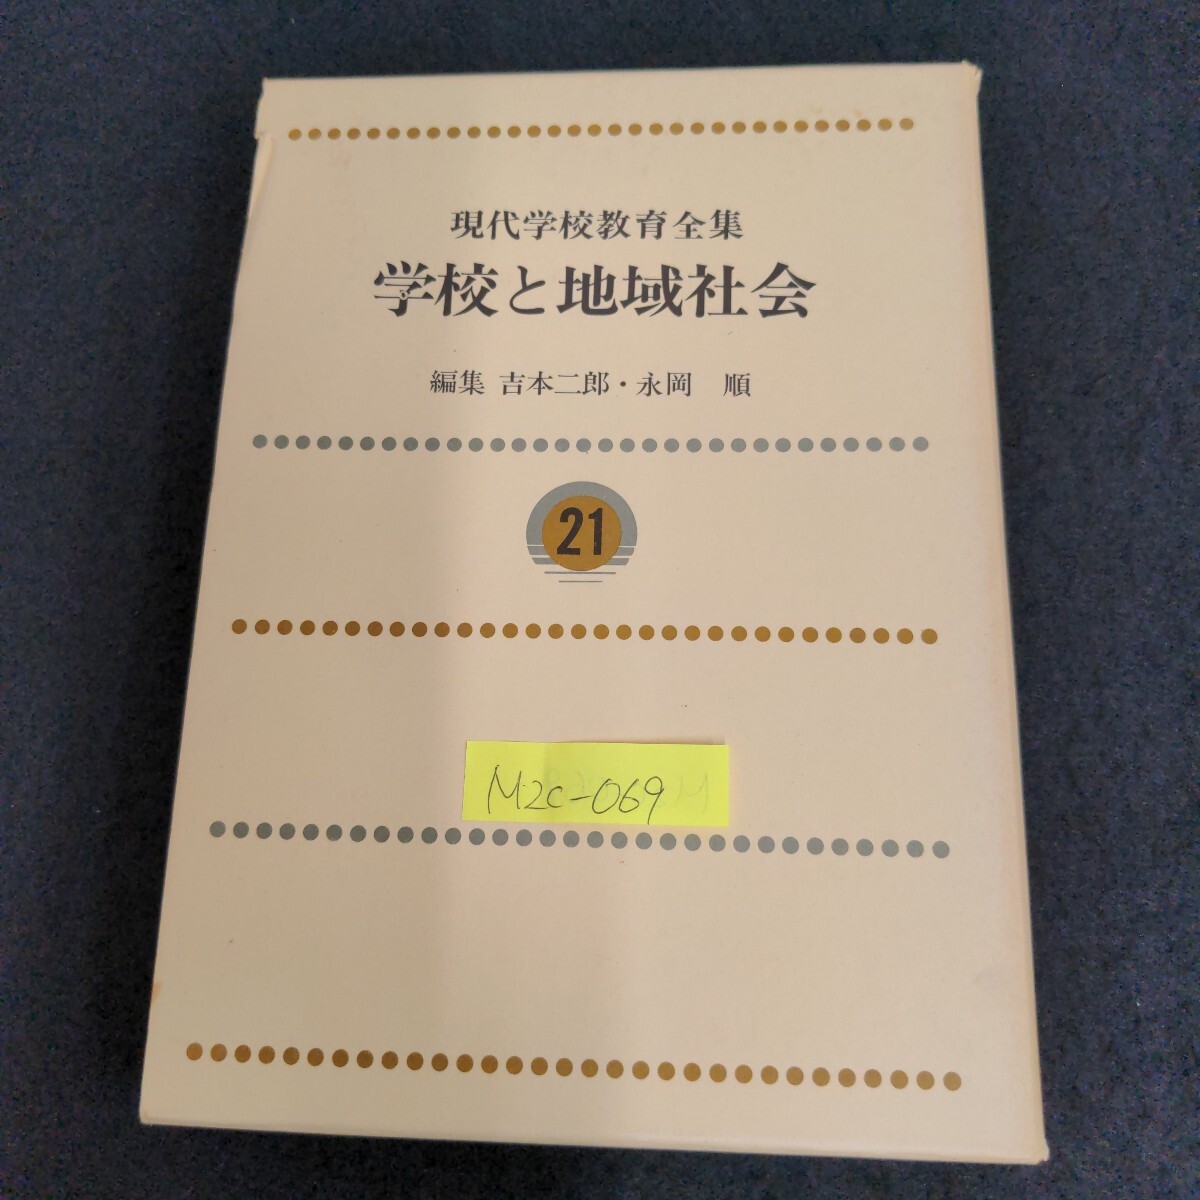 現代学校教育全集
学校と地域社会
編集 吉本二郎・永岡　順
21
M2C-069